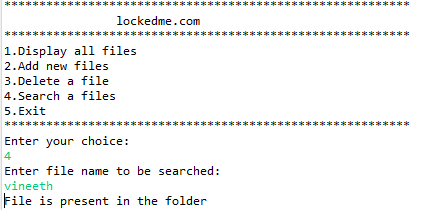 **********************************************************
lockedme.com
**********************************************************
1.Display all files
2.Add new files
3.Delete a file
4.Search a files
5.Exit
**********************************************************
Enter your choice:
4
Enter file name to be searched:
vineeth
File is present in the folder